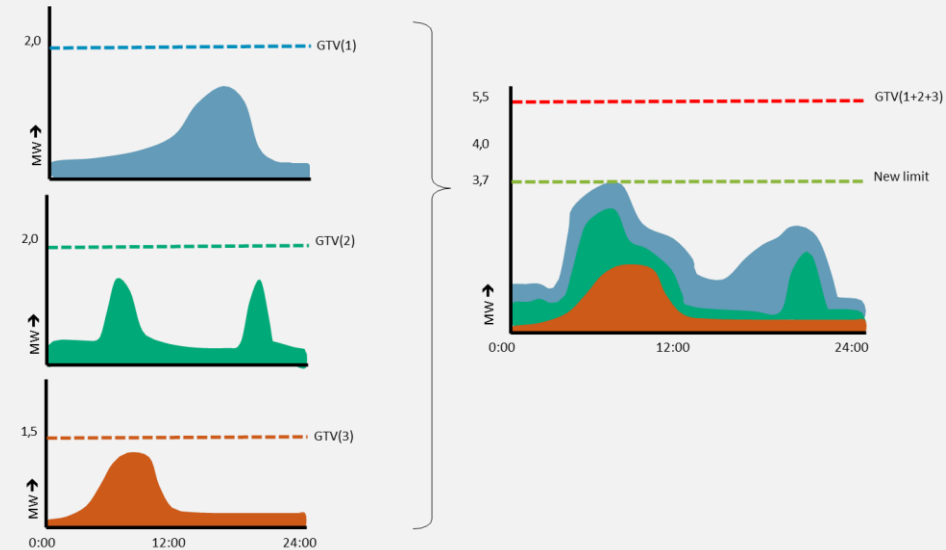 2,0
GTV(1)
MW →
2,0
GTV(2)
MW →
1,5
GTV(3)
MW →
0:00 12:00 24:00
5,5
GTV(1+2+3)
4,0
3,7
New limit
MW →
0:00 12:00 24:00